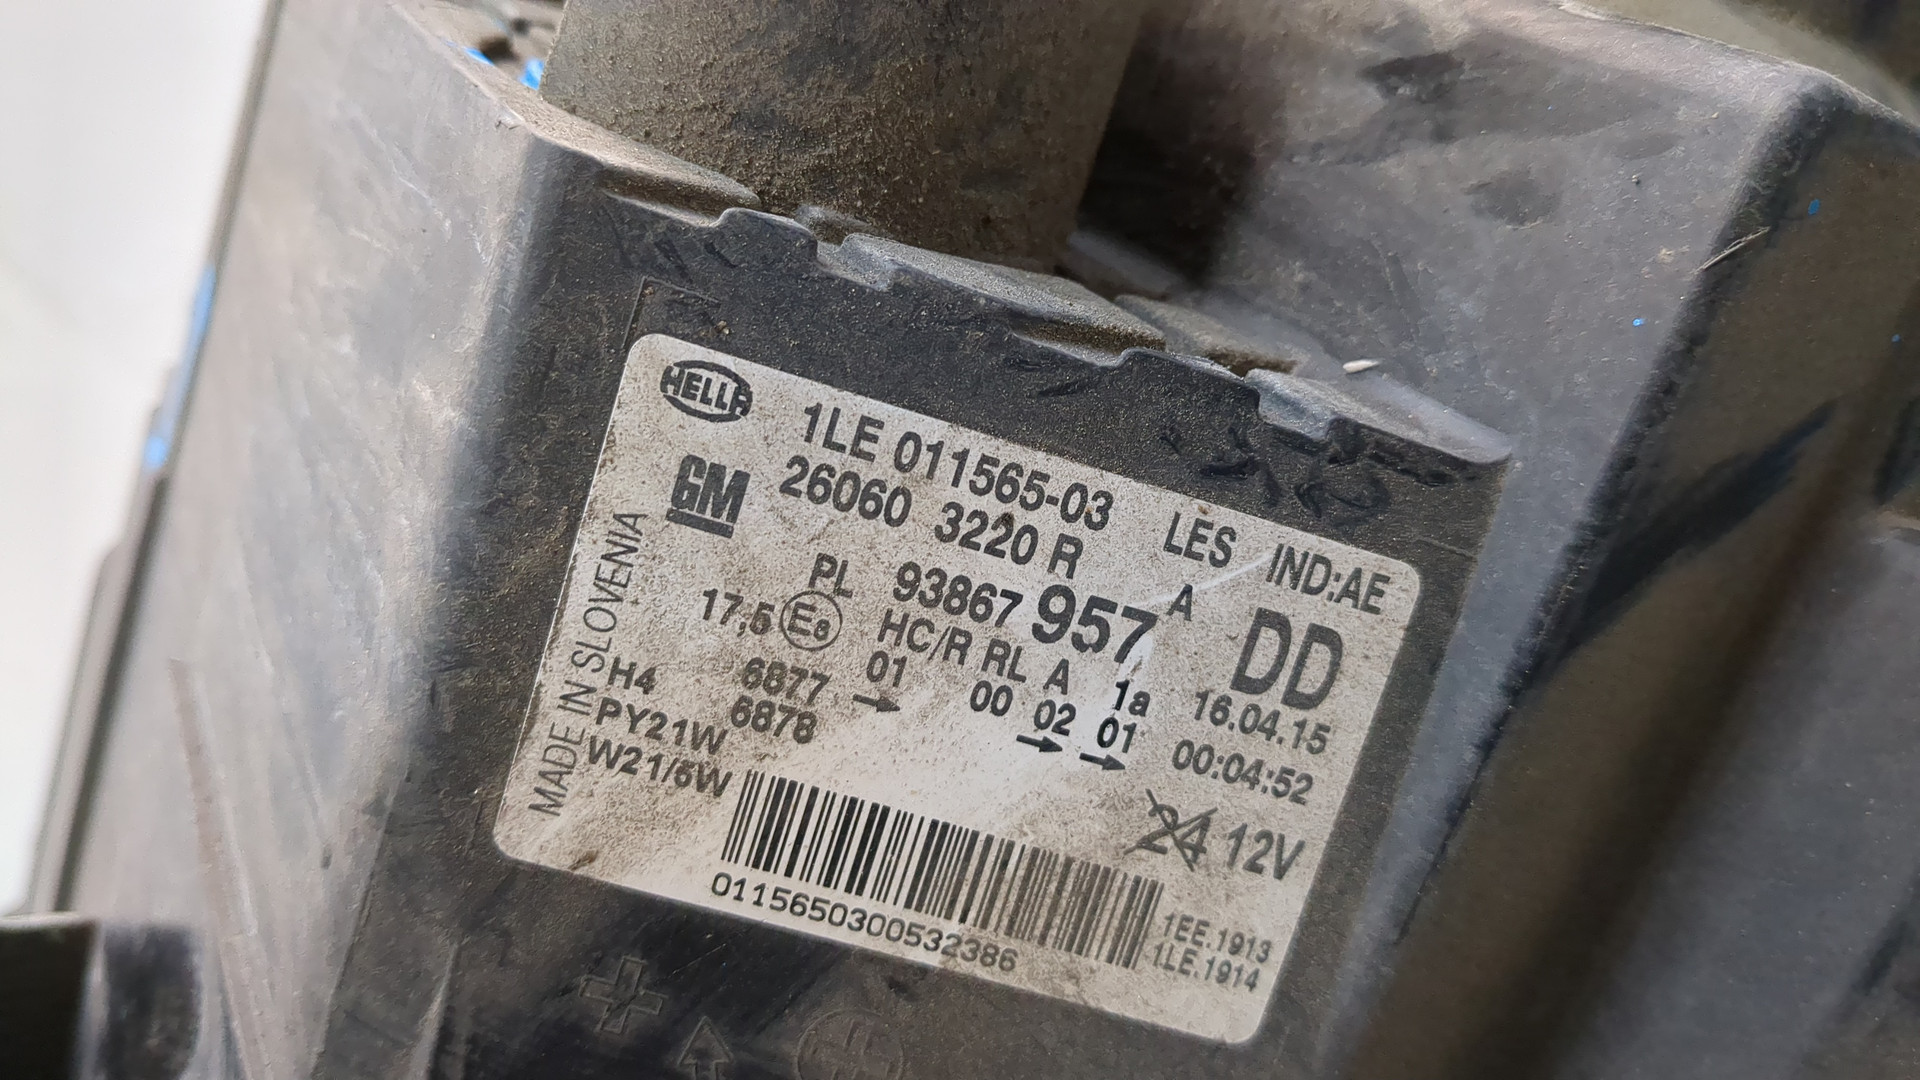 HELLA
1LE 011565-03 LES IND:AE
GM 26060 3220 R
PL 93867 957 A DD
17,5 E8 HC/R RL A 1a 16.04.15
H4 6877 → 01 00 02 01 00:04:52
PY21W 6878 → →
W21/5W
24 12V
MADE IN SLOVENIA
011565030053​2386
1EE.1913
1LE.1914